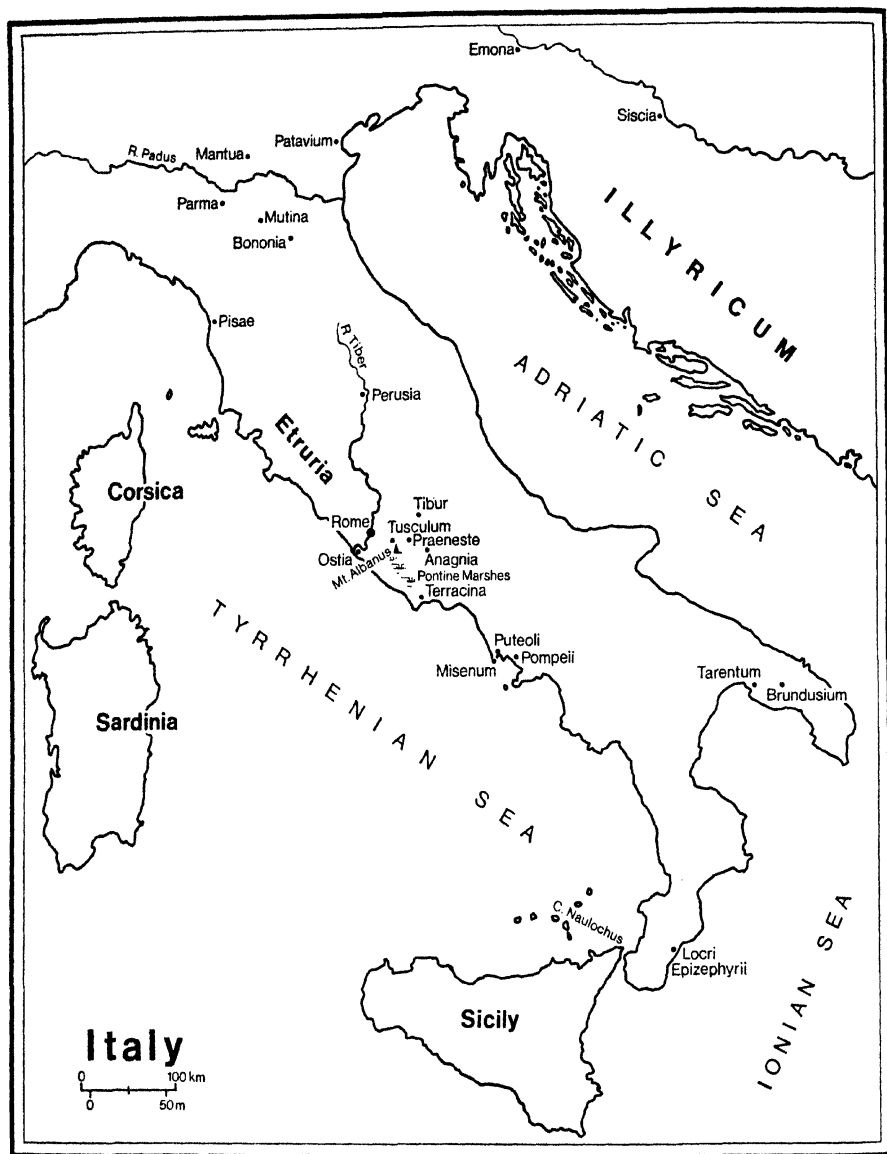 Emona
Siscia
Patavium
R. Padus
Mantua
Parma
Mutina
Bononia
ILLYRICUM
Pisae
R. Tiber
Perusia
ADRIATIC SEA
Etruria
Corsica
Tibur
Rome
Tusculum
Praeneste
Ostia
Anagnia
Mt. Albanus
Pontine Marshes
Terracina
TYRRHENIAN SEA
Puteoli
Pompeii
Misenum
Tarentum
Brundusium
Sardinia
C. Naulochus
Locri
Epizephyrii
IONIAN SEA
Sicily
Italy
0 100 km
0 50 m